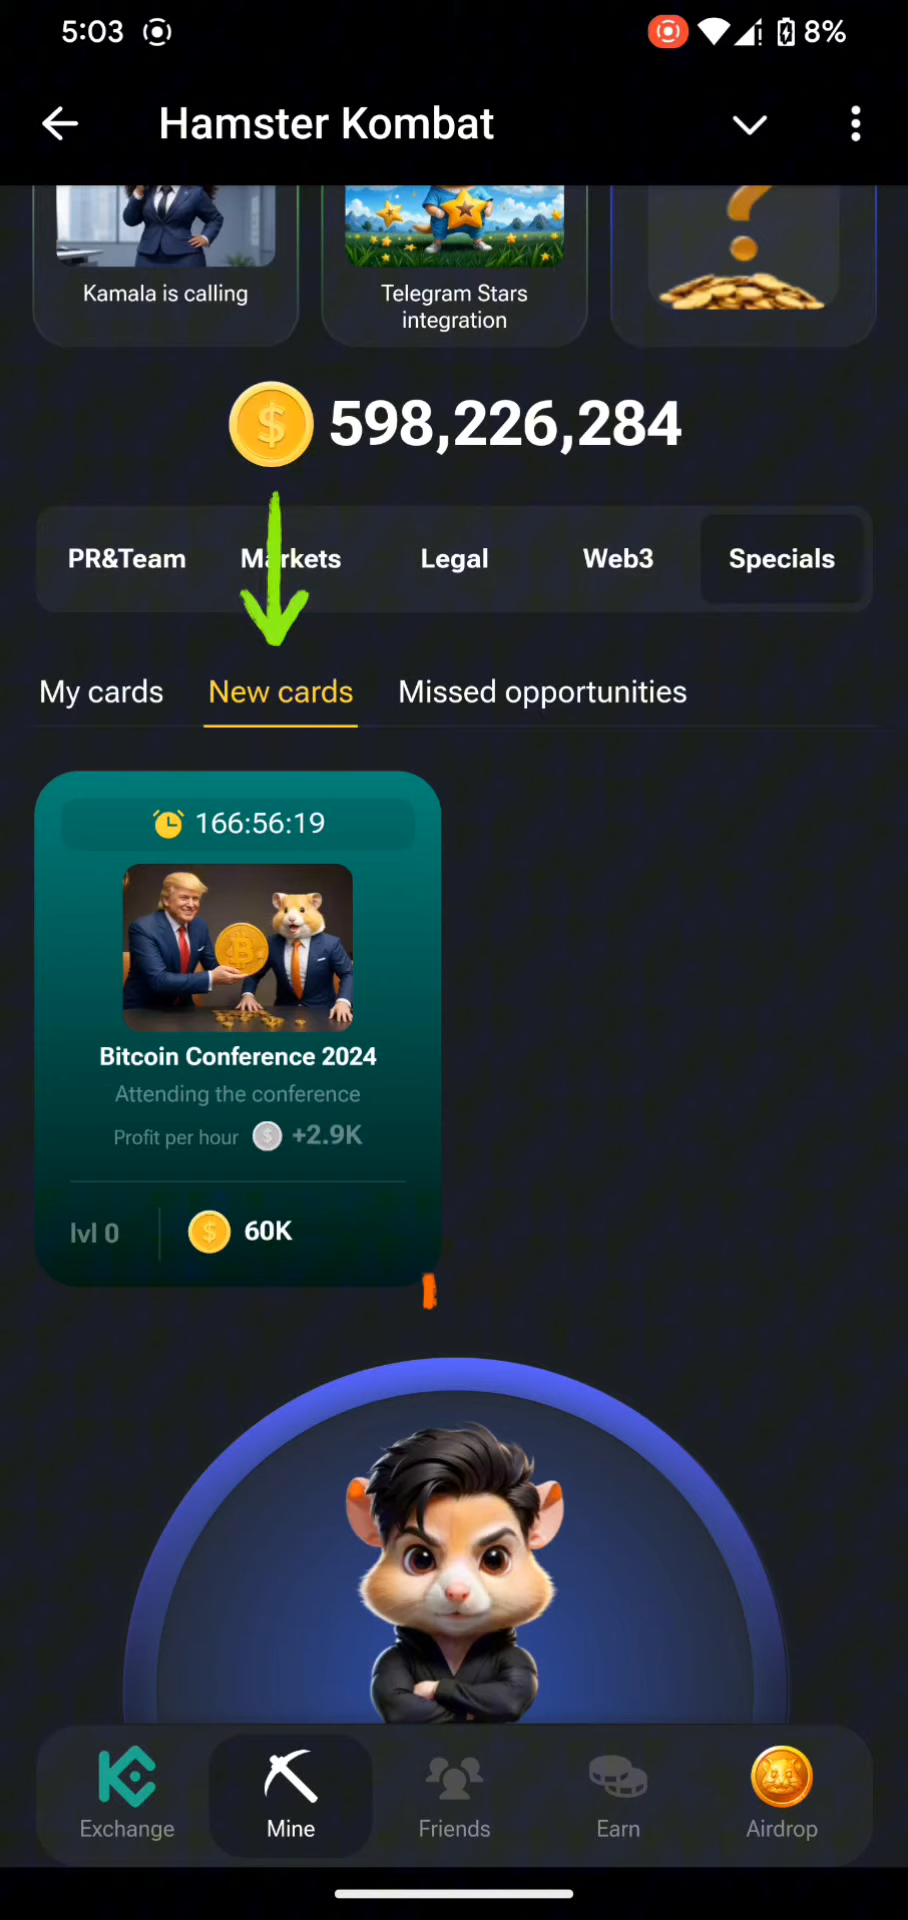 5:03
8%
Hamster Kombat
Kamala is calling
Telegram Stars
integration
598,226,284
PR&Team Markets Legal Web3 Specials
My cards New cards Missed opportunities
166:56:19
Bitcoin Conference 2024
Attending the conference
Profit per hour +2.9K
lvl 0 60K
Exchange Mine Friends Earn Airdrop